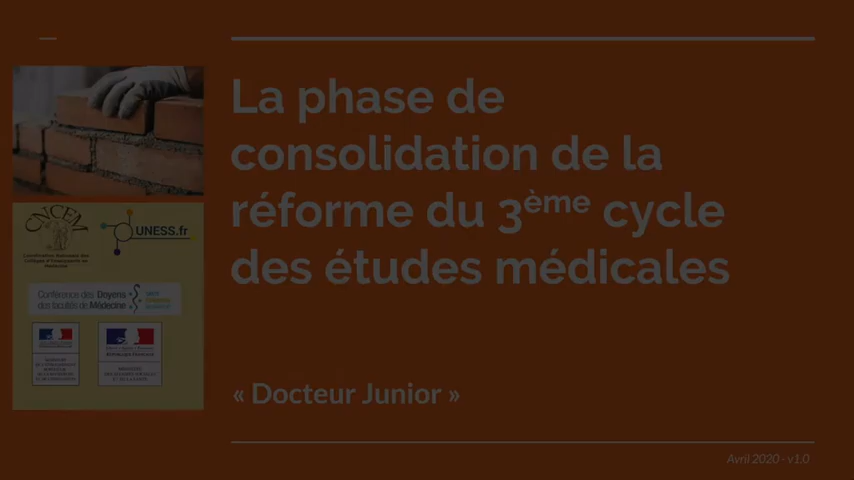 La phase de
consolidation de la
réforme du 3ème cycle
des études médicales
CNCEM
UNESS.fr
Conférence des Doyens
des facultés de Médecine
« Docteur Junior »
Avril 2020 - v1.0